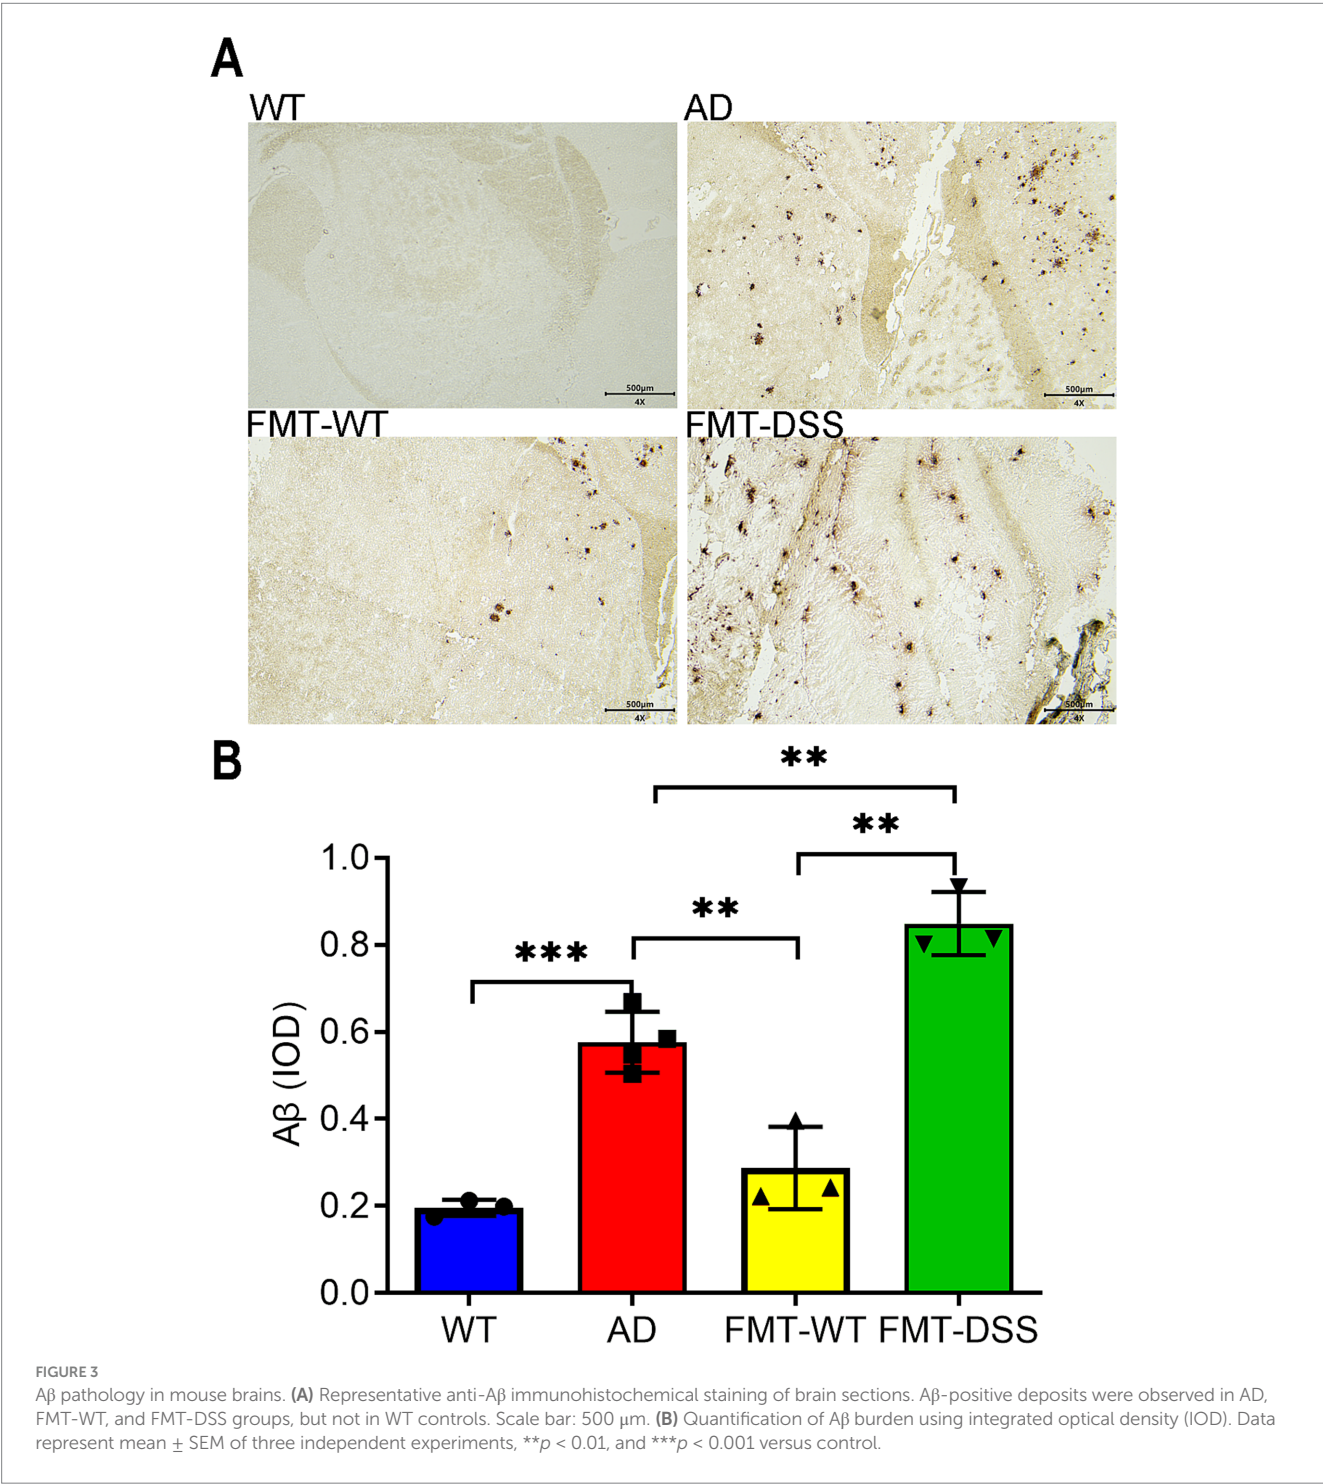 A
WT
AD
500μm
4X
500μm
4X
FMT-WT
FMT-DSS
500μm
4X
500μm
4X
B
**
**
**
***
1.0
0.8
0.6
0.4
0.2
0.0
Aβ (IOD)
WT AD FMT-WT FMT-DSS
FIGURE 3
Aβ pathology in mouse brains. (A) Representative anti-Aβ immunohistochemical staining of brain sections. Aβ-positive deposits were observed in AD,
FMT-WT, and FMT-DSS groups, but not in WT controls. Scale bar: 500 μm. (B) Quantification of Aβ burden using integrated optical density (IOD). Data
represent mean ± SEM of three independent experiments, **p < 0.01, and ***p < 0.001 versus control.